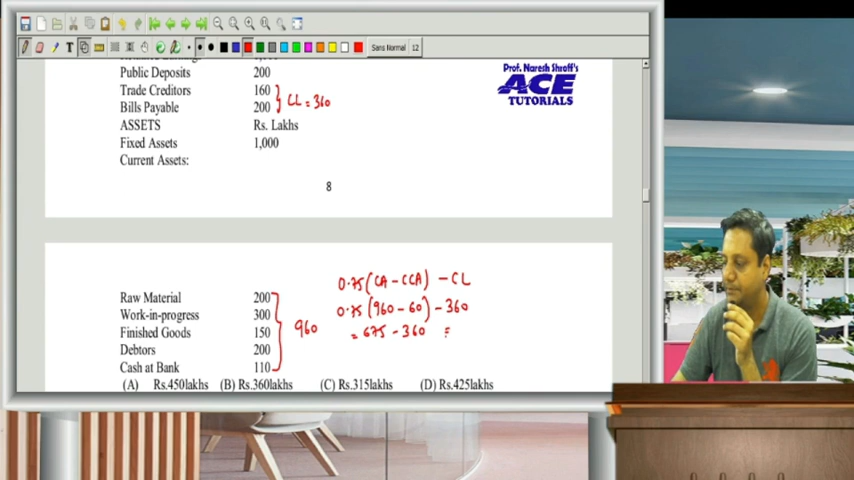 Sans Normal 12
Public Deposits 200
Trade Creditors 160
Bills Payable 200
CL = 360
ASSETS Rs. Lakhs
Fixed Assets 1,000
Current Assets:
Prof. Naresh Shroff's
ACE
TUTORIALS
8
0.75(CA - CCA) - CL
Raw Material 200
0.75(960 - 60) - 360
Work-in-progress 300
960
= 675 - 360 =
Finished Goods 150
Debtors 200
Cash at Bank 110
(A) Rs.450lakhs (B) Rs.360lakhs (C) Rs.315lakhs (D) Rs.425lakhs